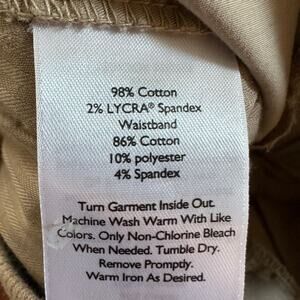 98% Cotton
2% LYCRA® Spandex
Waistband
86% Cotton
10% polyester
4% Spandex
Turn Garment Inside Out.
Machine Wash Warm With Like
Colors. Only Non-Chlorine Bleach
When Needed. Tumble Dry.
Remove Promptly.
Warm Iron As Desired.